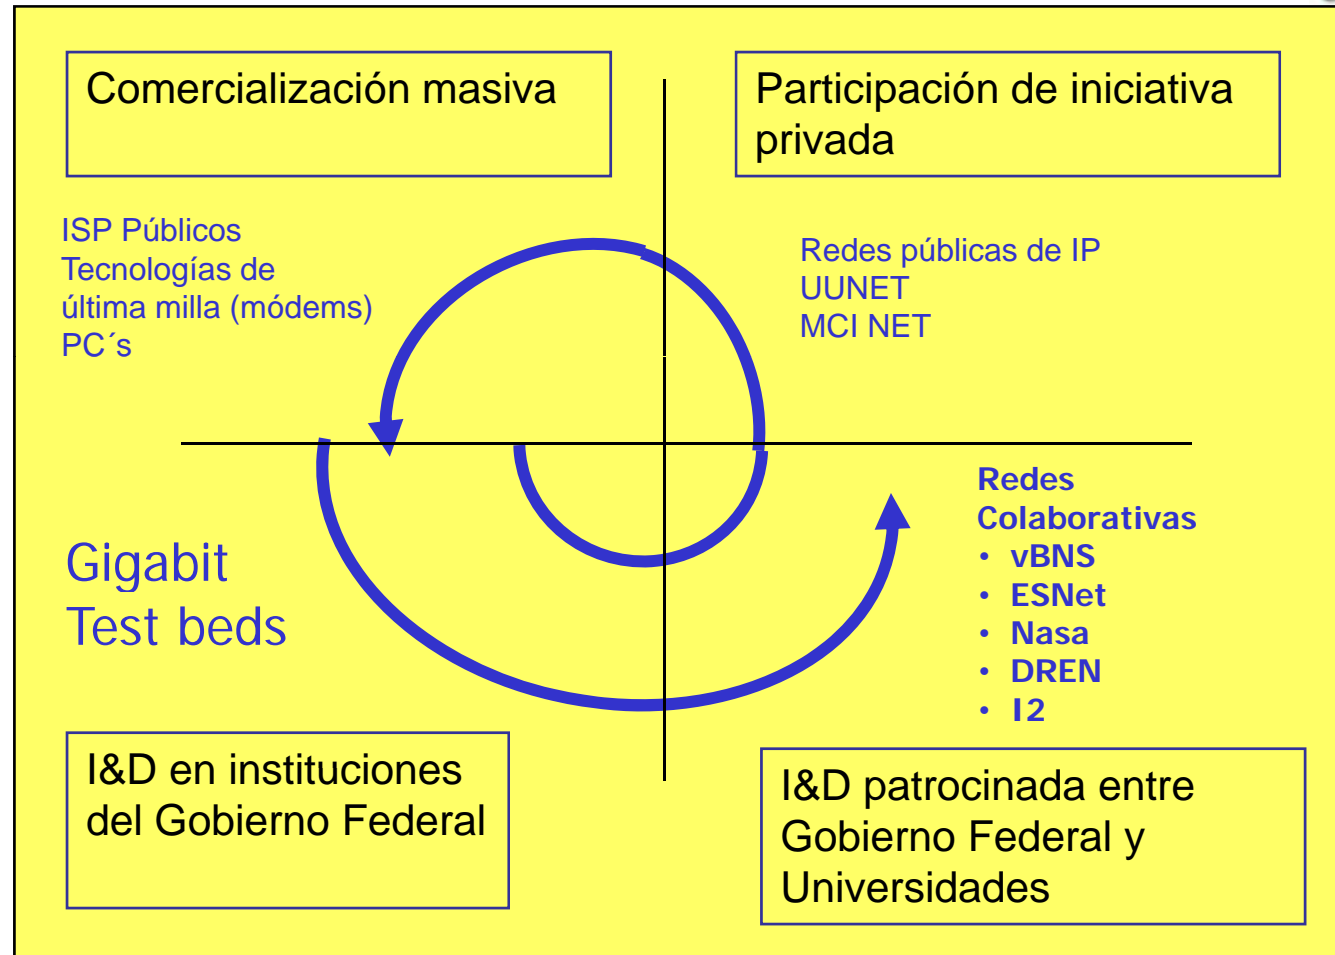 Comercialización masiva
Participación de iniciativa
privada
ISP Públicos
Tecnologías de
última milla (módems)
PC´s
Redes públicas de IP
UUNET
MCI NET
Gigabit
Test beds
Redes
Colaborativas
• vBNS
• ESNet
• Nasa
• DREN
• I2
I&D en instituciones
del Gobierno Federal
I&D patrocinada entre
Gobierno Federal y
Universidades